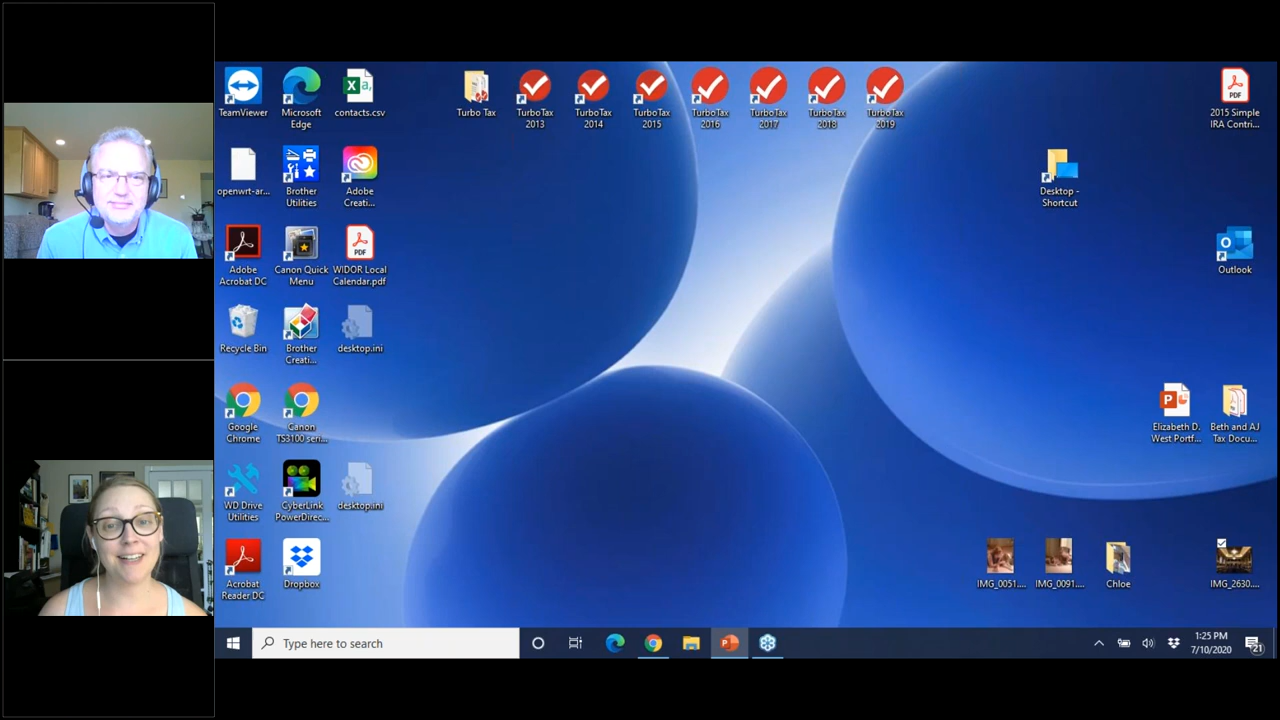 TeamViewer
Microsoft
Edge
contacts.csv
Turbo Tax
TurboTax
2013
TurboTax
2014
TurboTax
2015
TurboTax
2016
TurboTax
2017
TurboTax
2018
TurboTax
2019
PDF
2015 Simple
IRA Contri...
openwrt-ar...
Brother
Utilities
Adobe
Creati...
Desktop -
Shortcut
Adobe
Acrobat DC
Canon Quick
Menu
PDF
WIDOR Local
Calendar.pdf
Outlook
Recycle Bin
Brother
Creati...
desktop.ini
Google
Chrome
Canon
TS3100 seri...
Elizabeth D.
West Portf...
Beth and AJ
Tax Docu...
WD Drive
Utilities
CyberLink
PowerDirec...
desktop.ini
Acrobat
Reader DC
Dropbox
IMG_0051....
IMG_0091....
Chloe
IMG_2630....
Type here to search
1:25 PM
7/10/2020
21